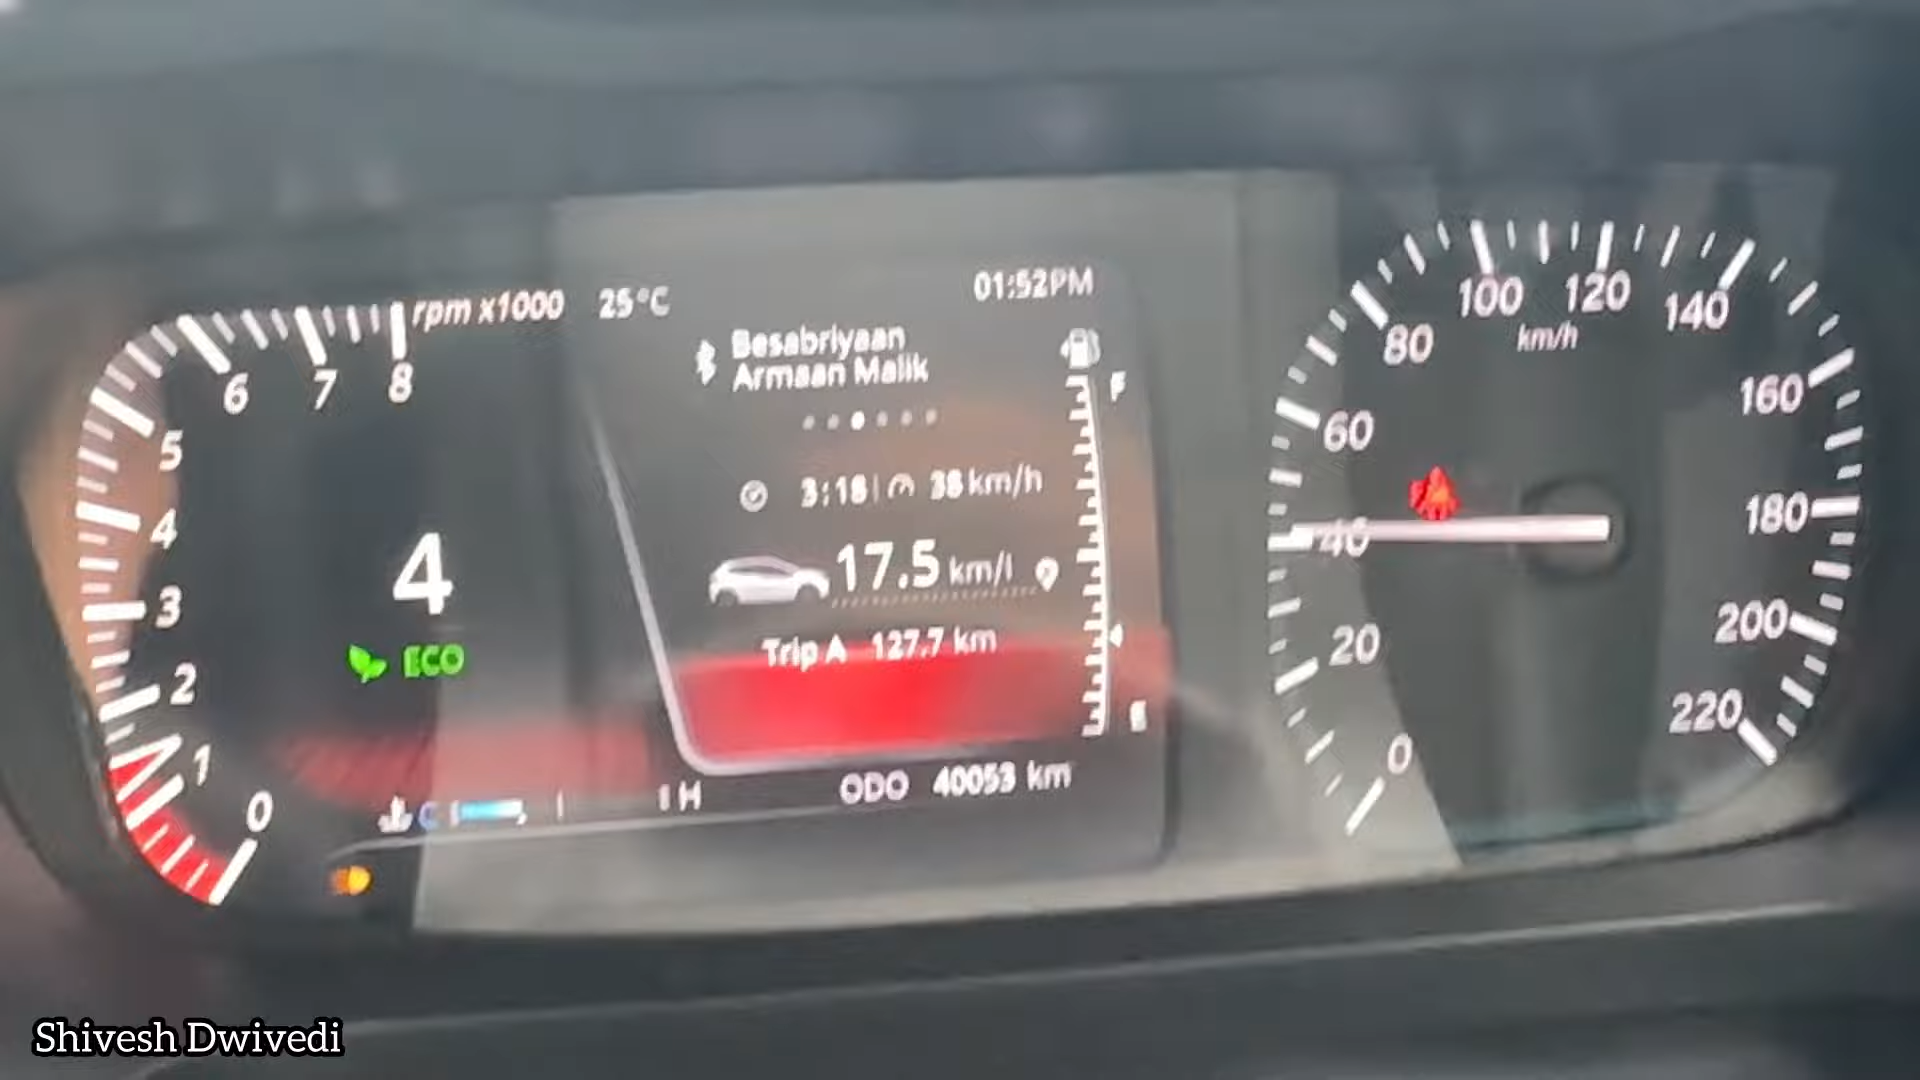 rpm x1000
25°C
01:52PM
Besabriyaan
Armaan Malik
F
3:18 38 km/h
17.5 km/l
Trip A 127.7 km
E
C H
ODO 40053 km
4
ECO
0
1
2
3
4
5
6
7
8
0
20
40
60
80
100
120
140
160
180
200
220
km/h
Shivesh Dwivedi